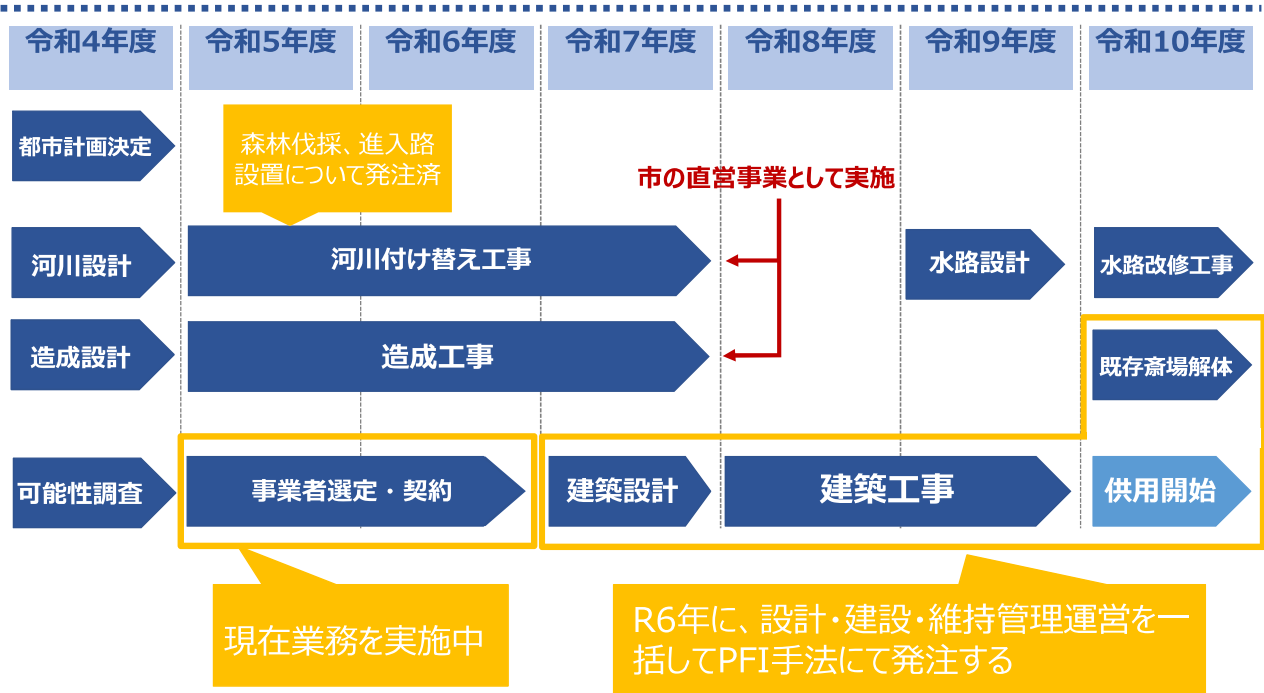 令和4年度
令和5年度
令和6年度
令和7年度
令和8年度
令和9年度
令和10年度
都市計画決定
森林伐採、進入路
設置について発注済
市の直営事業として実施
河川設計
河川付け替え工事
水路設計
水路改修工事
造成設計
造成工事
既存斎場解体
可能性調査
事業者選定・契約
建築設計
建築工事
供用開始
現在業務を実施中
R6年に、設計・建設・維持管理運営を一
括してPFI手法にて発注する